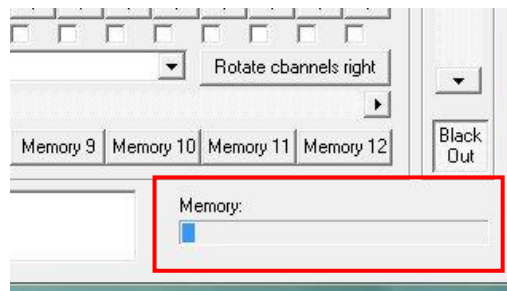 Rotate cbannels right
Memory 9 Memory 10 Memory 11 Memory 12
Black
Out
Memory: